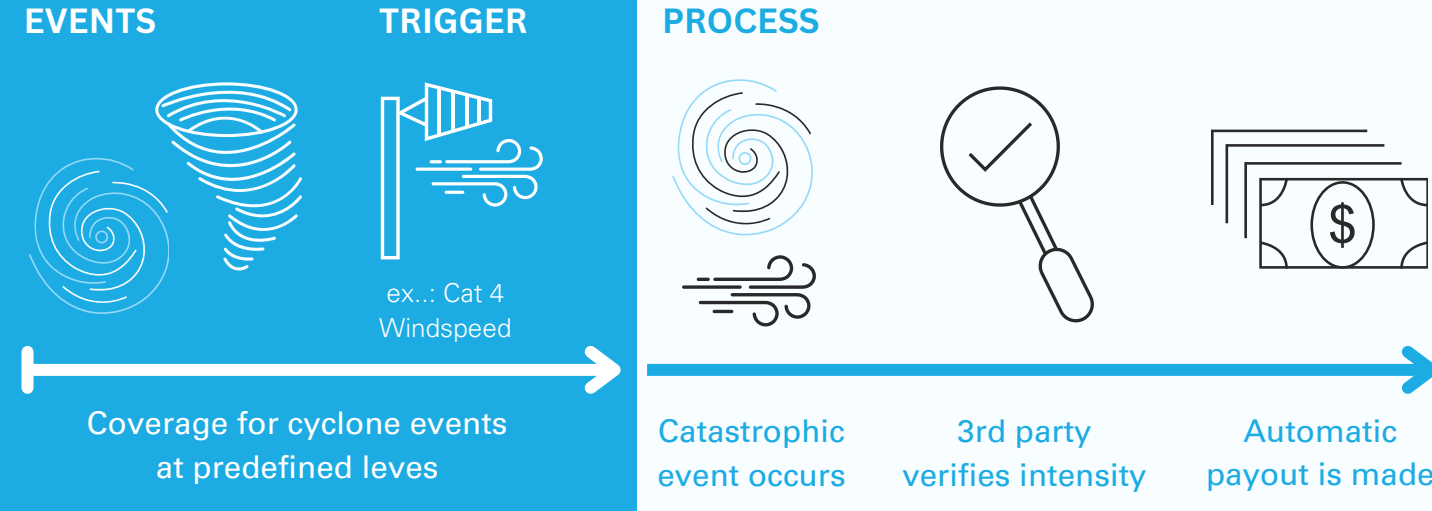 EVENTS
TRIGGER
ex..: Cat 4
Windspeed
Coverage for cyclone events
at predefined leves
PROCESS
$
Catastrophic
event occurs
3rd party
verifies intensity
Automatic
payout is made